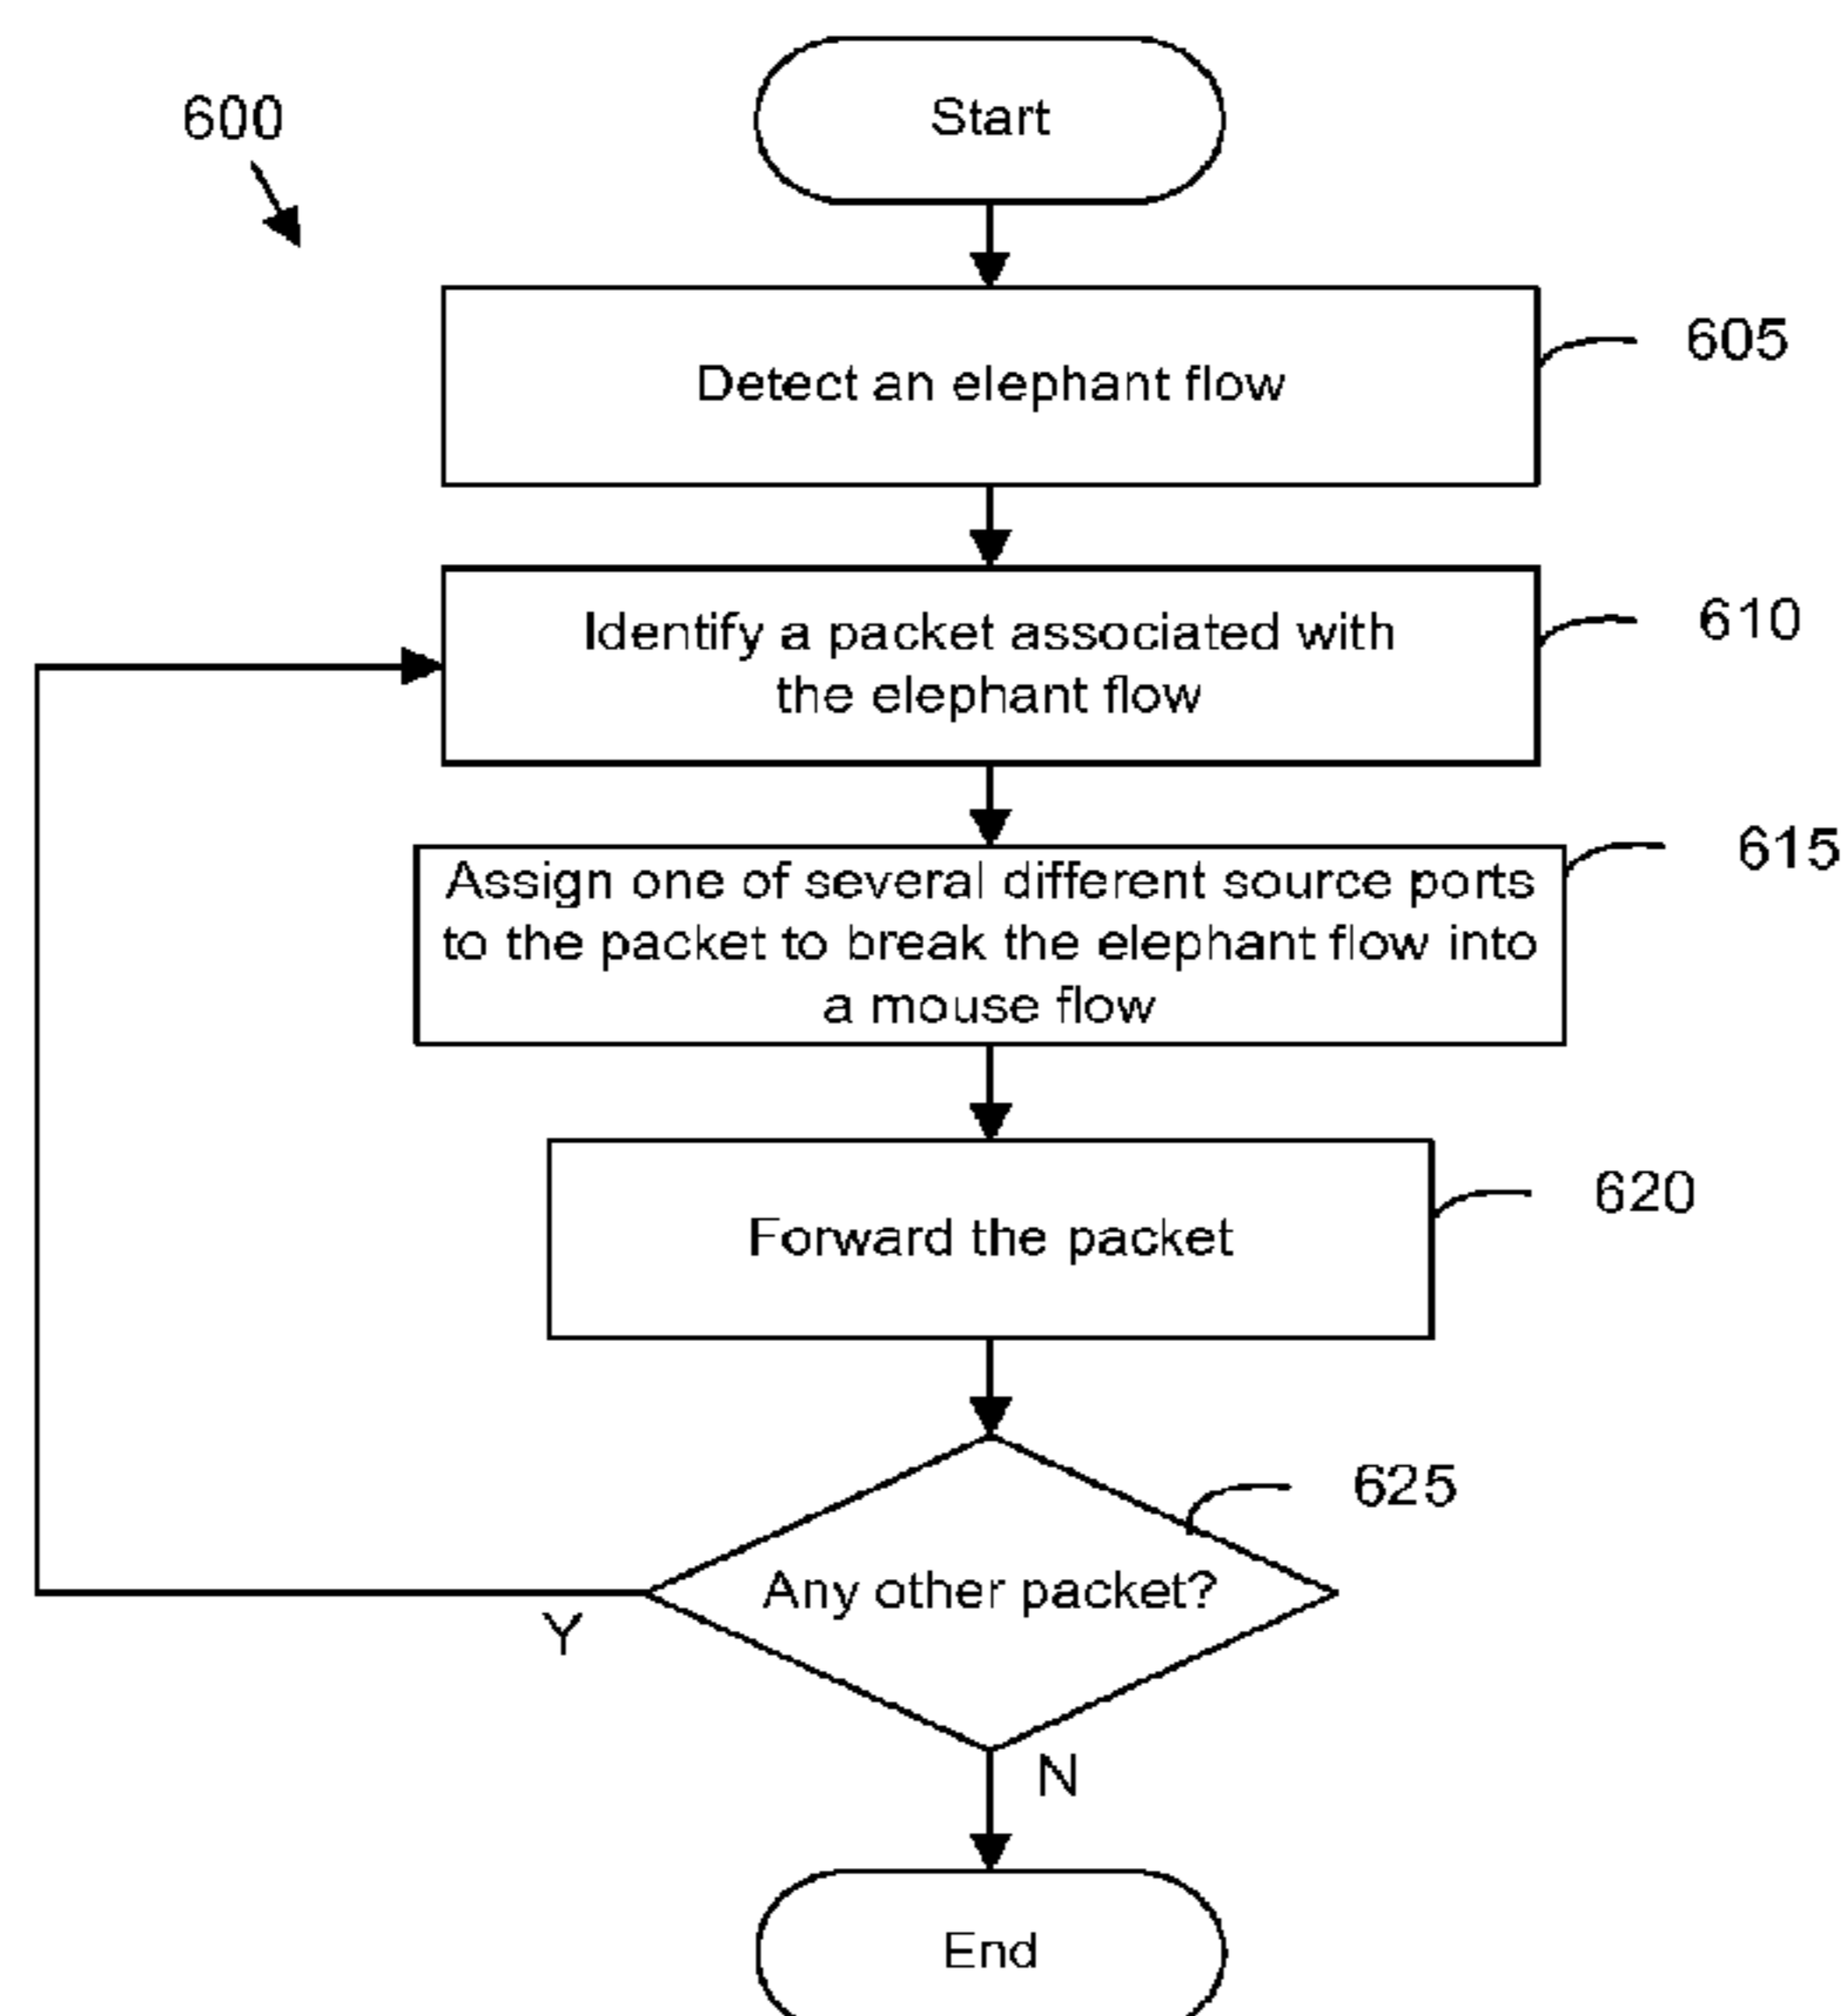 600
Start
Detect an elephant flow
605
Identify a packet associated with
the elephant flow
610
Assign one of several different source ports
to the packet to break the elephant flow into
a mouse flow
615
Forward the packet
620
Any other packet?
625
Y
N
End